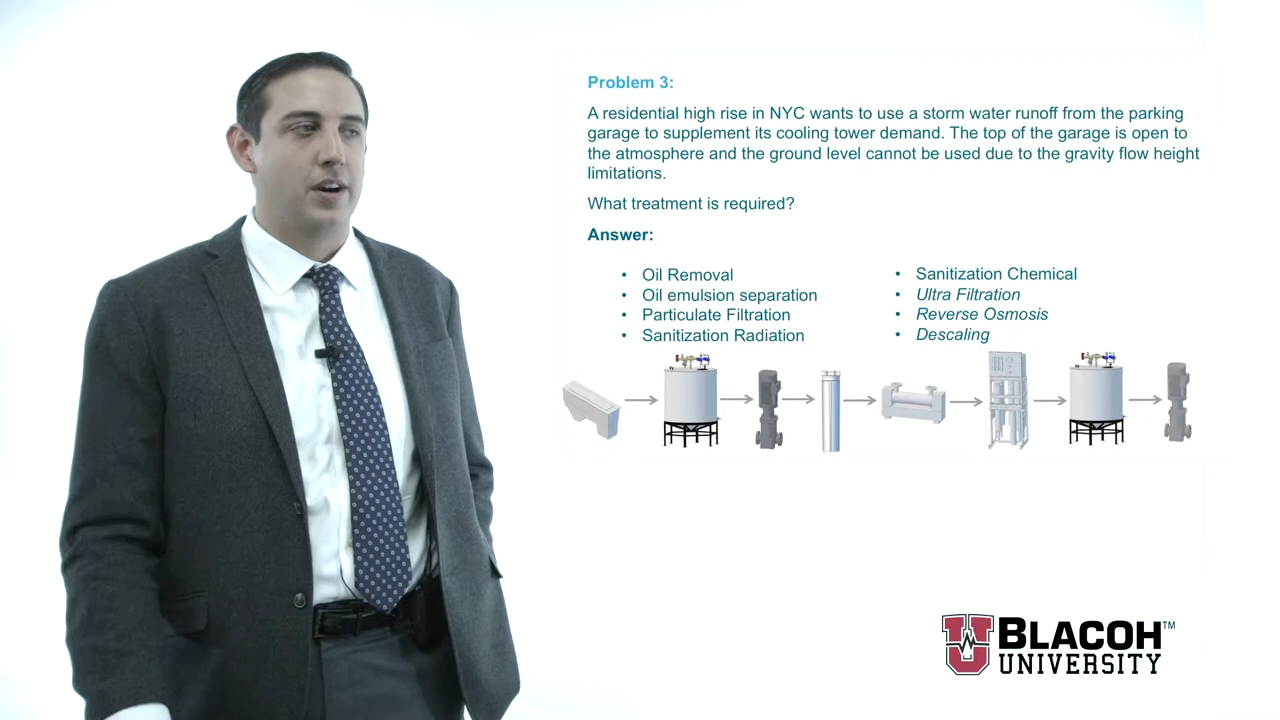 Problem 3:
A residential high rise in NYC wants to use a storm water runoff from the parking
garage to supplement its cooling tower demand. The top of the garage is open to
the atmosphere and the ground level cannot be used due to the gravity flow height
limitations.
What treatment is required?
Answer:
• Oil Removal
• Oil emulsion separation
• Particulate Filtration
• Sanitization Radiation
• Sanitization Chemical
• Ultra Filtration
• Reverse Osmosis
• Descaling
U BLACOH™
UNIVERSITY